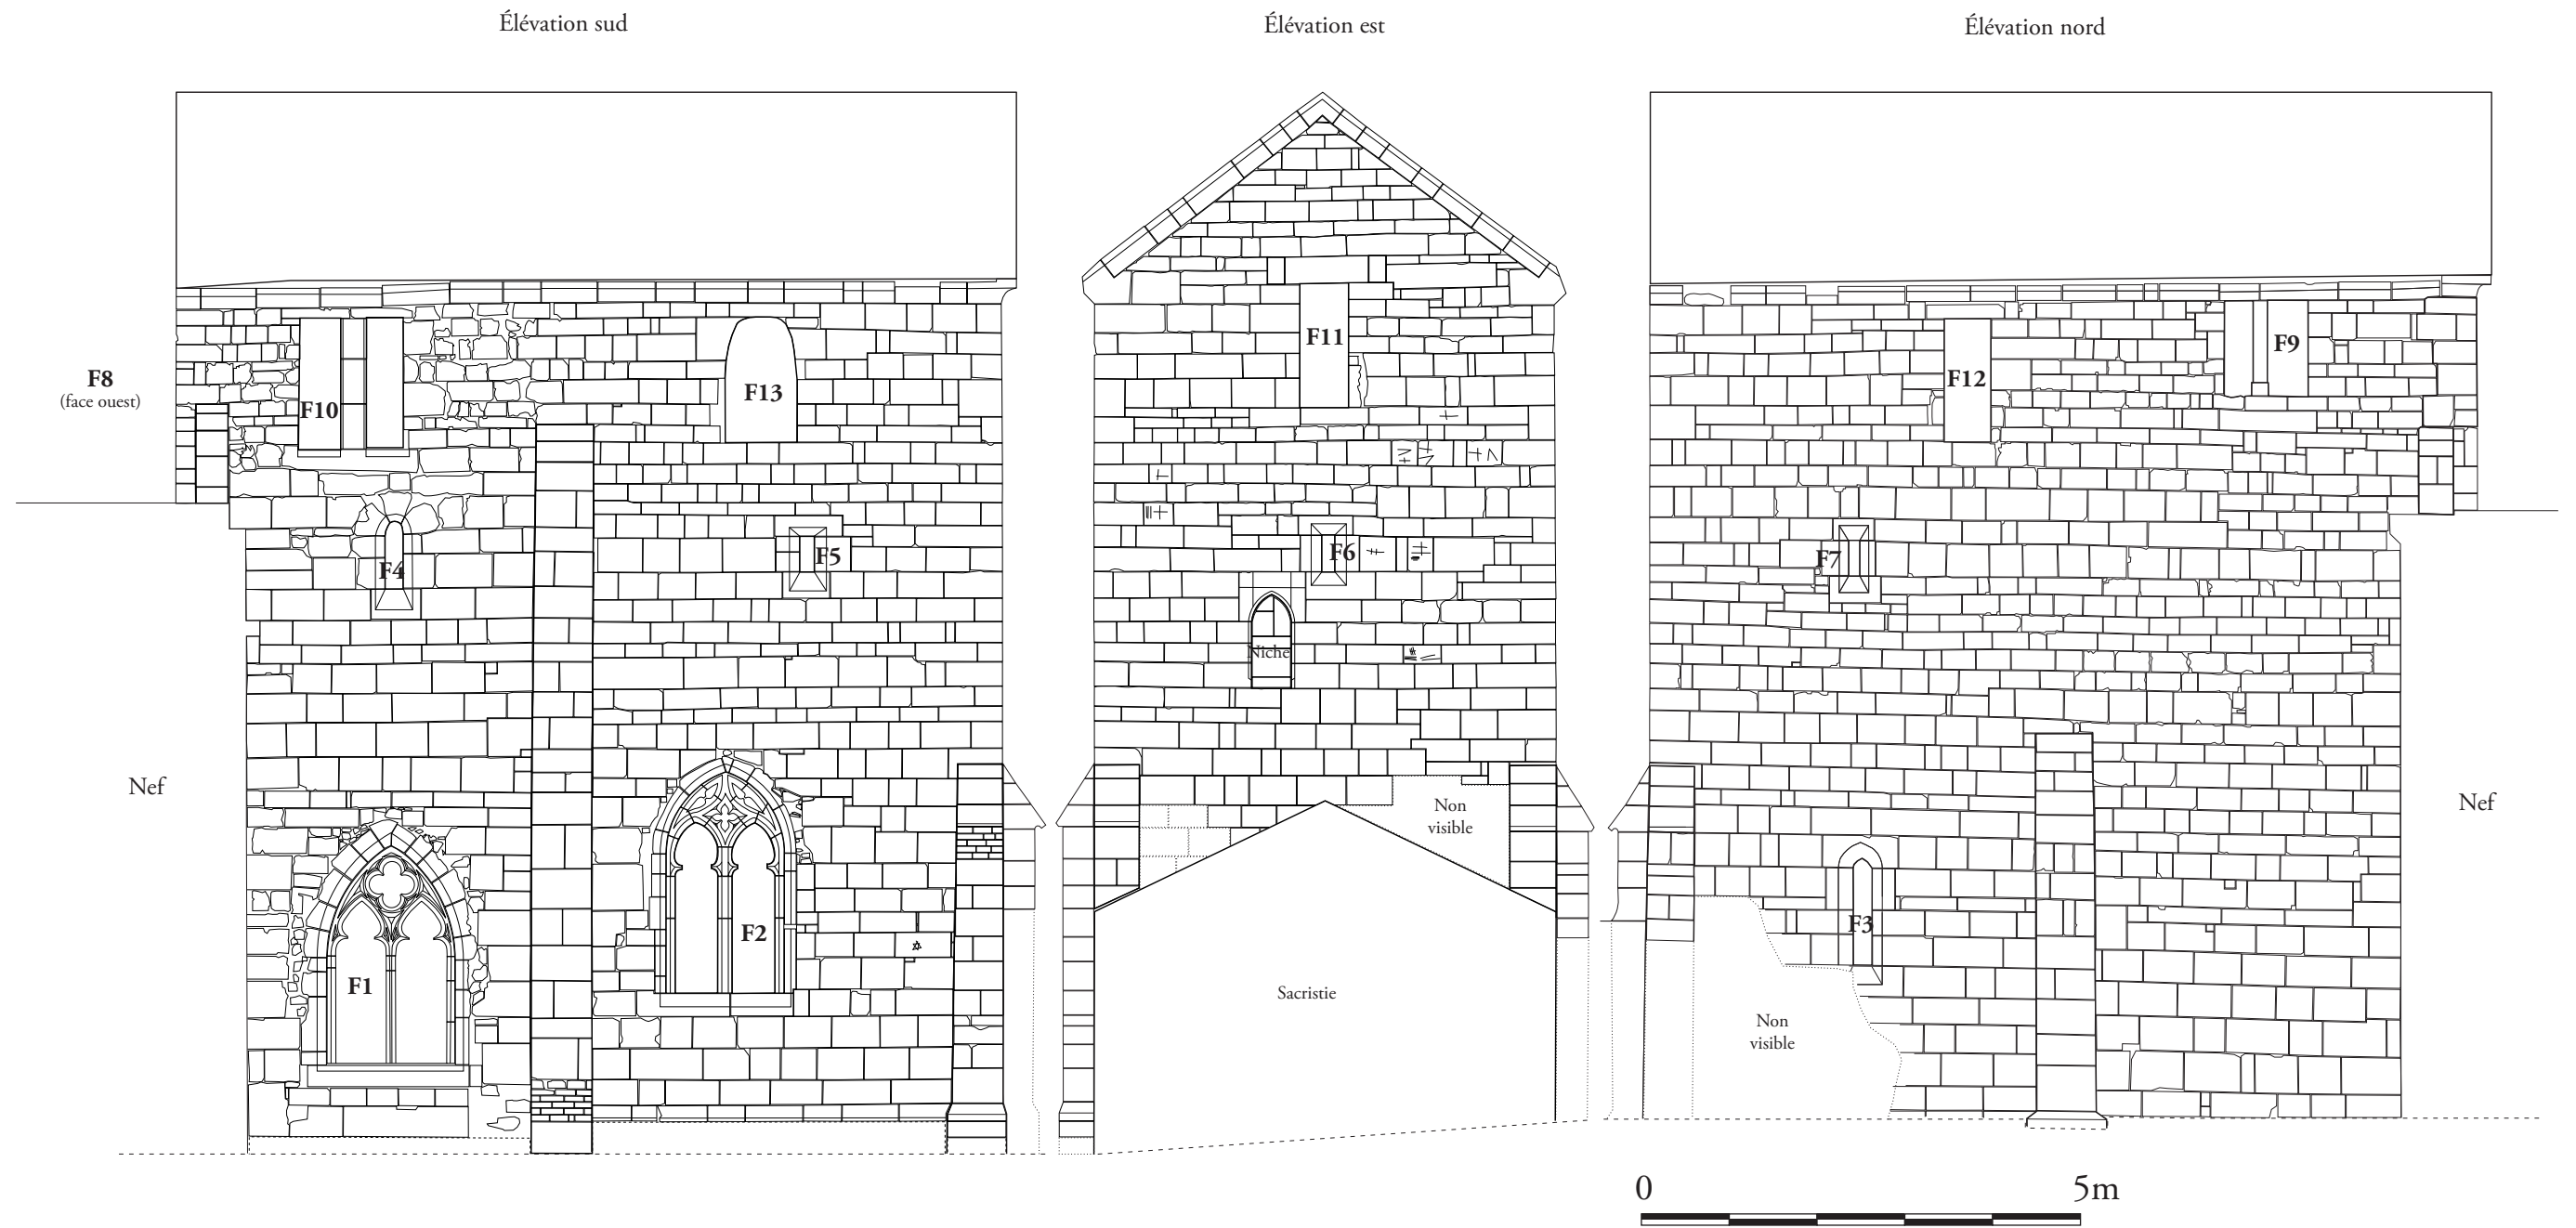 Élévation sud
Élévation est
Élévation nord
F8
(face ouest)
F10
F13
F11
F12
F9
F4
F5
F6
F7
Niche
Nef
Nef
Non
visible
F1
F2
F3
Sacristie
Non
visible
0
5m